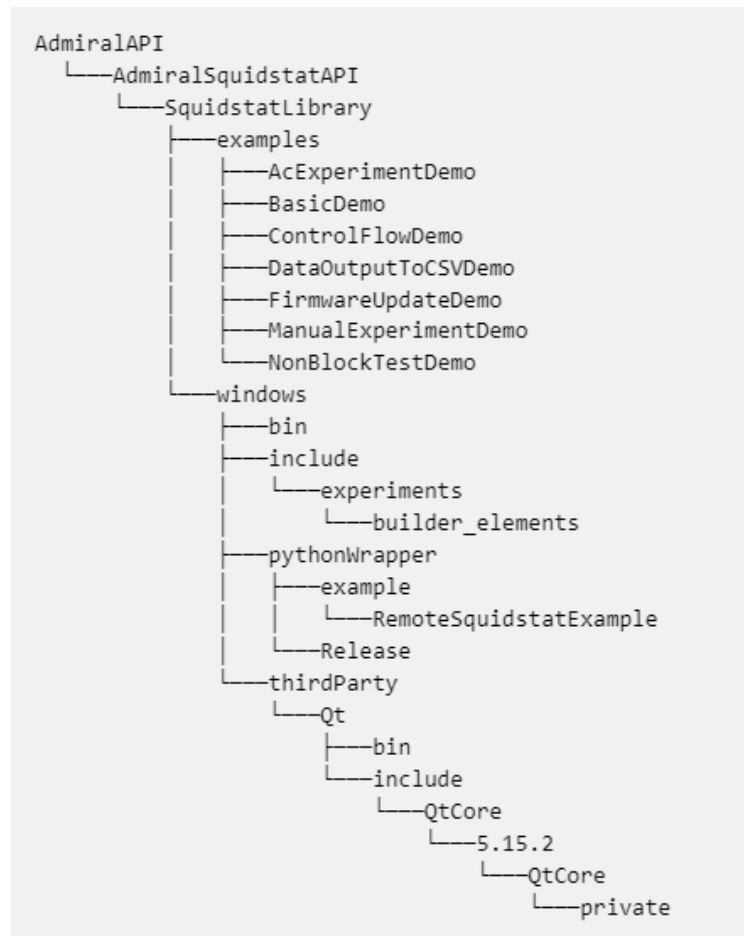 AdmiralAPI
└───AdmiralSquidstatAPI
    └───SquidstatLibrary
        ├───examples
        │   ├───AcExperimentDemo
        │   ├───BasicDemo
        │   ├───ControlFlowDemo
        │   ├───DataOutputToCSVDemo
        │   ├───FirmwareUpdateDemo
        │   ├───ManualExperimentDemo
        │   └───NonBlockTestDemo
        └───windows
            ├───bin
            ├───include
            │   └───experiments
            │       └───builder_elements
            ├───pythonWrapper
            │   ├───example
            │   │   └───RemoteSquidstatExample
            │   └───Release
            └───thirdParty
                └───Qt
                    ├───bin
                    └───include
                        └───QtCore
                            └───5.15.2
                                └───QtCore
                                    └───private